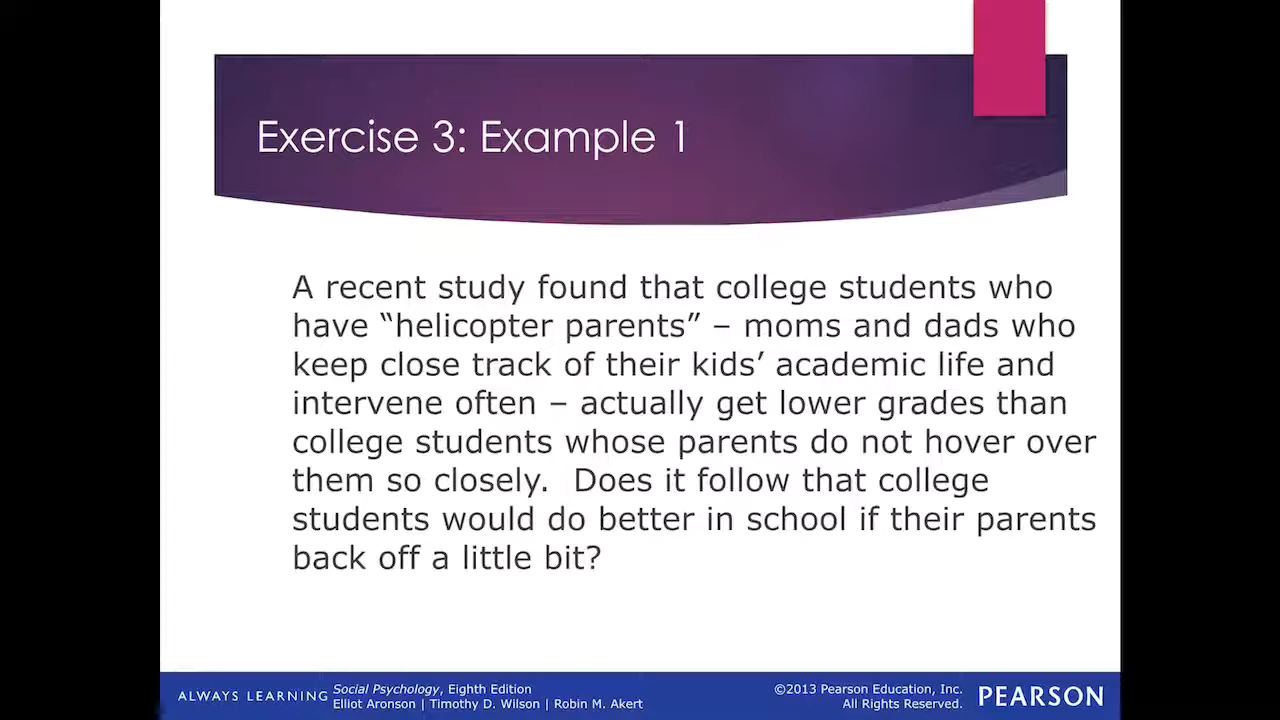 Exercise 3: Example 1
A recent study found that college students who
have “helicopter parents” – moms and dads who
keep close track of their kids’ academic life and
intervene often – actually get lower grades than
college students whose parents do not hover over
them so closely.  Does it follow that college
students would do better in school if their parents
back off a little bit?
ALWAYS LEARNING
Social Psychology, Eighth Edition
Elliot Aronson | Timothy D. Wilson | Robin M. Akert
©2013 Pearson Education, Inc.
All Rights Reserved.
PEARSON